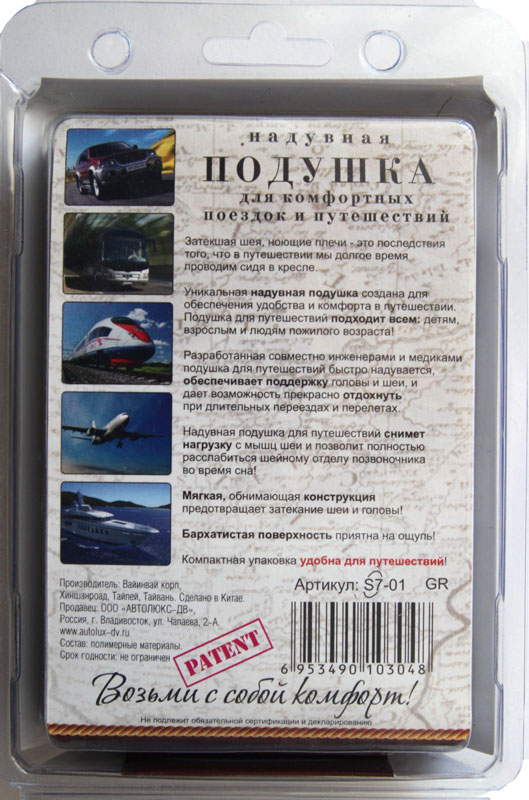 надувная
ПОДУШКА
для комфортных
поездок и путешествий
Затекшая шея, ноющие плечи - это последствия
того, что в путешествии мы долгое время
проводим сидя в кресле.
Уникальная надувная подушка создана для
обеспечения удобства и комфорта в путешествии.
Подушка для путешествий подходит всем: детям,
взрослым и людям пожилого возраста!
Разработанная совместно инженерами и медиками
подушка для путешествий быстро надувается,
обеспечивает поддержку головы и шеи, и
дает возможность прекрасно отдохнуть
при длительных переездах и перелетах.
Надувная подушка для путешествий снимет
нагрузку с мышц шеи и позволит полностью
расслабиться шейному отделу позвоночника
во время сна!
Мягкая, обнимающая конструкция
предотвращает затекание шеи и головы!
Бархатистая поверхность приятна на ощупь!
Компактная упаковка удобна для путешествий!
Артикул: S7-01 GR
Производитель: Вайинвай корп,
Хиншанроад, Тайпей, Тайвань. Сделано в Китае.
Продавец: ООО «АВТОЛЮКС-ДВ»,
Россия, г. Владивосток, ул. Чапаева, 2-А.
www.autolux-dv.ru
Состав: полимерные материалы.
Срок годности: не ограничен
PATENT
6 953490 103048
Возьми с собой комфорт!
Не подлежит обязательной сертификации и декларированию